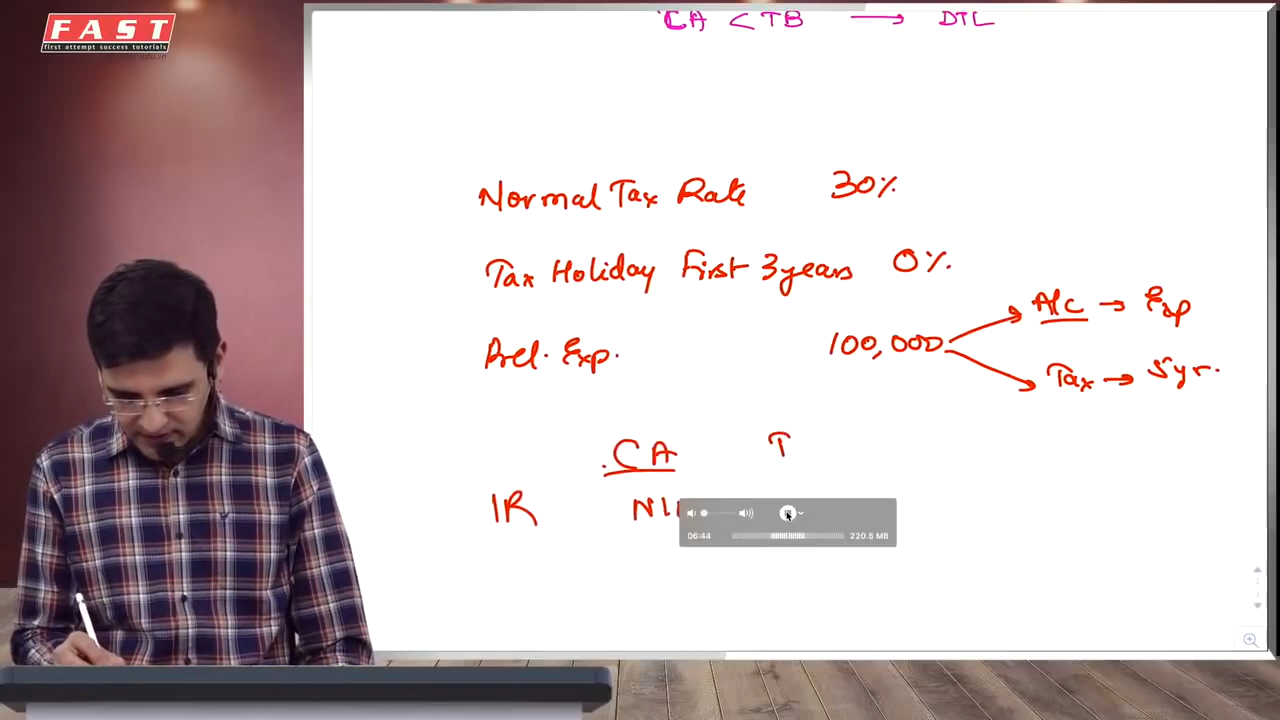 FAST
first attempt success tutorials
CA < TB → DTL
Normal Tax Rate 30%
Tax Holiday First 3 years 0%
A/C → Exp
Prel. Exp. 100,000
Tax → 5 yr.
CA T
IR
06:44 220.6 MB